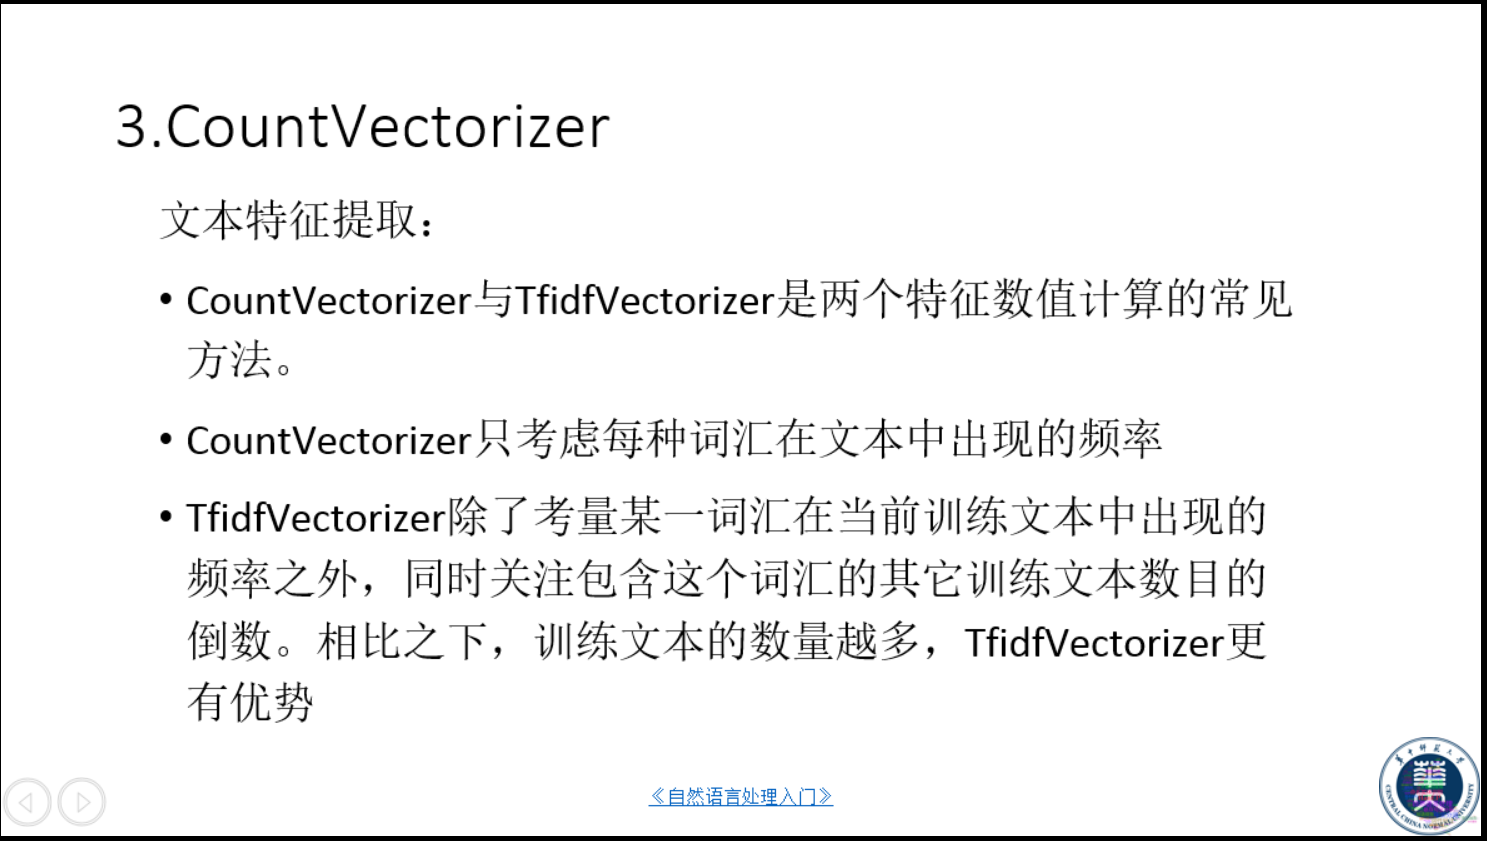 3.CountVectorizer
文本特征提取：
• CountVectorizer与TfidfVectorizer是两个特征数值计算的常见
方法。
• CountVectorizer只考虑每种词汇在文本中出现的频率
• TfidfVectorizer除了考量某一词汇在当前训练文本中出现的
频率之外，同时关注包含这个词汇的其它训练文本数目的
倒数。相比之下，训练文本的数量越多，TfidfVectorizer更
有优势
《自然语言处理入门》
华中师范大学
CENTRAL CHINA NORMAL UNIVERSITY